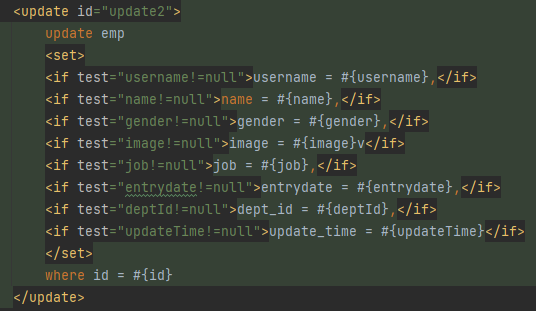 <update id="update2">
update emp
<set>
<if test="username!=null">username = #{username},</if>
<if test="name!=null">name = #{name},</if>
<if test="gender!=null">gender = #{gender},</if>
<if test="image!=null">image = #{image}v</if>
<if test="job!=null">job = #{job},</if>
<if test="entrydate!=null">entrydate = #{entrydate},</if>
<if test="deptId!=null">dept_id = #{deptId},</if>
<if test="updateTime!=null">update_time = #{updateTime}</if>
</set>
where id = #{id}
</update>